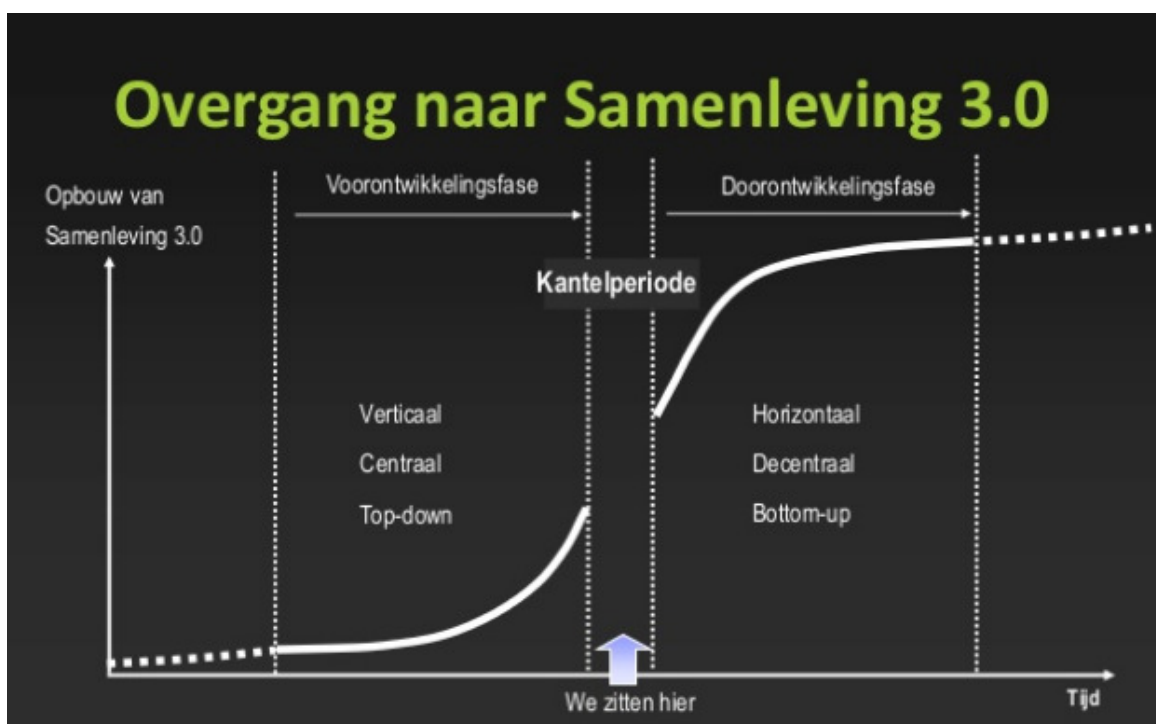 Overgang naar Samenleving 3.0
Opbouw van
Samenleving 3.0
Voorontwikkelingsfase
Doorontwikkelingsfase
Kantelperiode
Verticaal
Centraal
Top-down
Horizontaal
Decentraal
Bottom-up
We zitten hier
Tijd